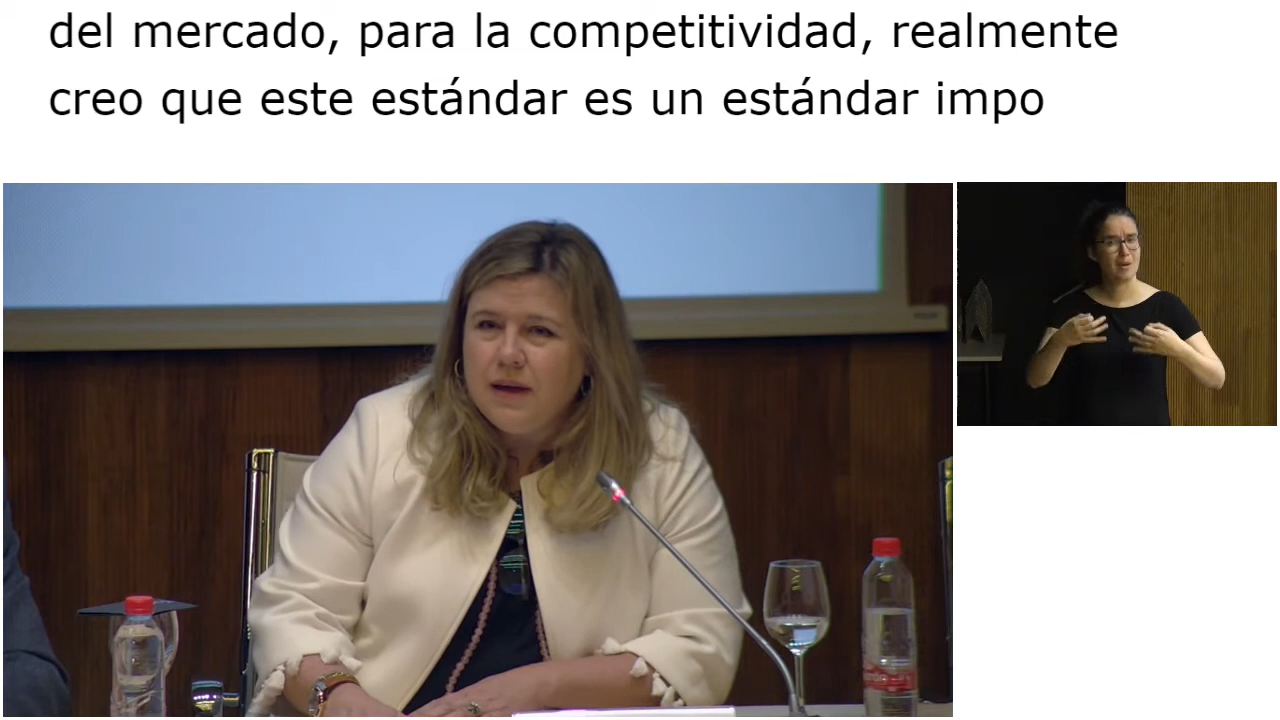 del mercado, para la competitividad, realmente
creo que este estándar es un estándar impo